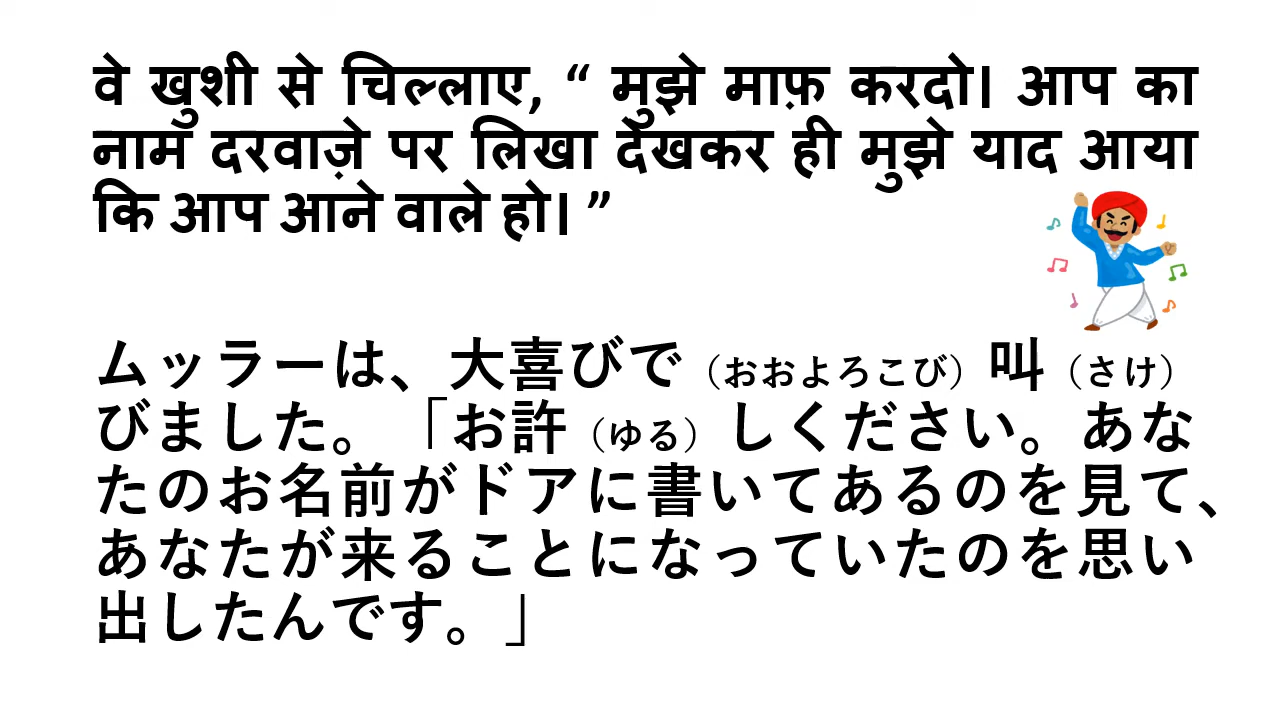 वे खुशी से चिल्लाए, “ मुझे माफ़ करदो। आप का
नाम दरवाज़े पर लिखा देखकर ही मुझे याद आया
कि आप आने वाले हो। ”
ムッラーは、大喜びで（おおよろこび）叫（さけ）
びました。「お許（ゆる）しください。あな
たのお名前がドアに書いてあるのを見て、
あなたが来ることになっていたのを思い
出したんです。」